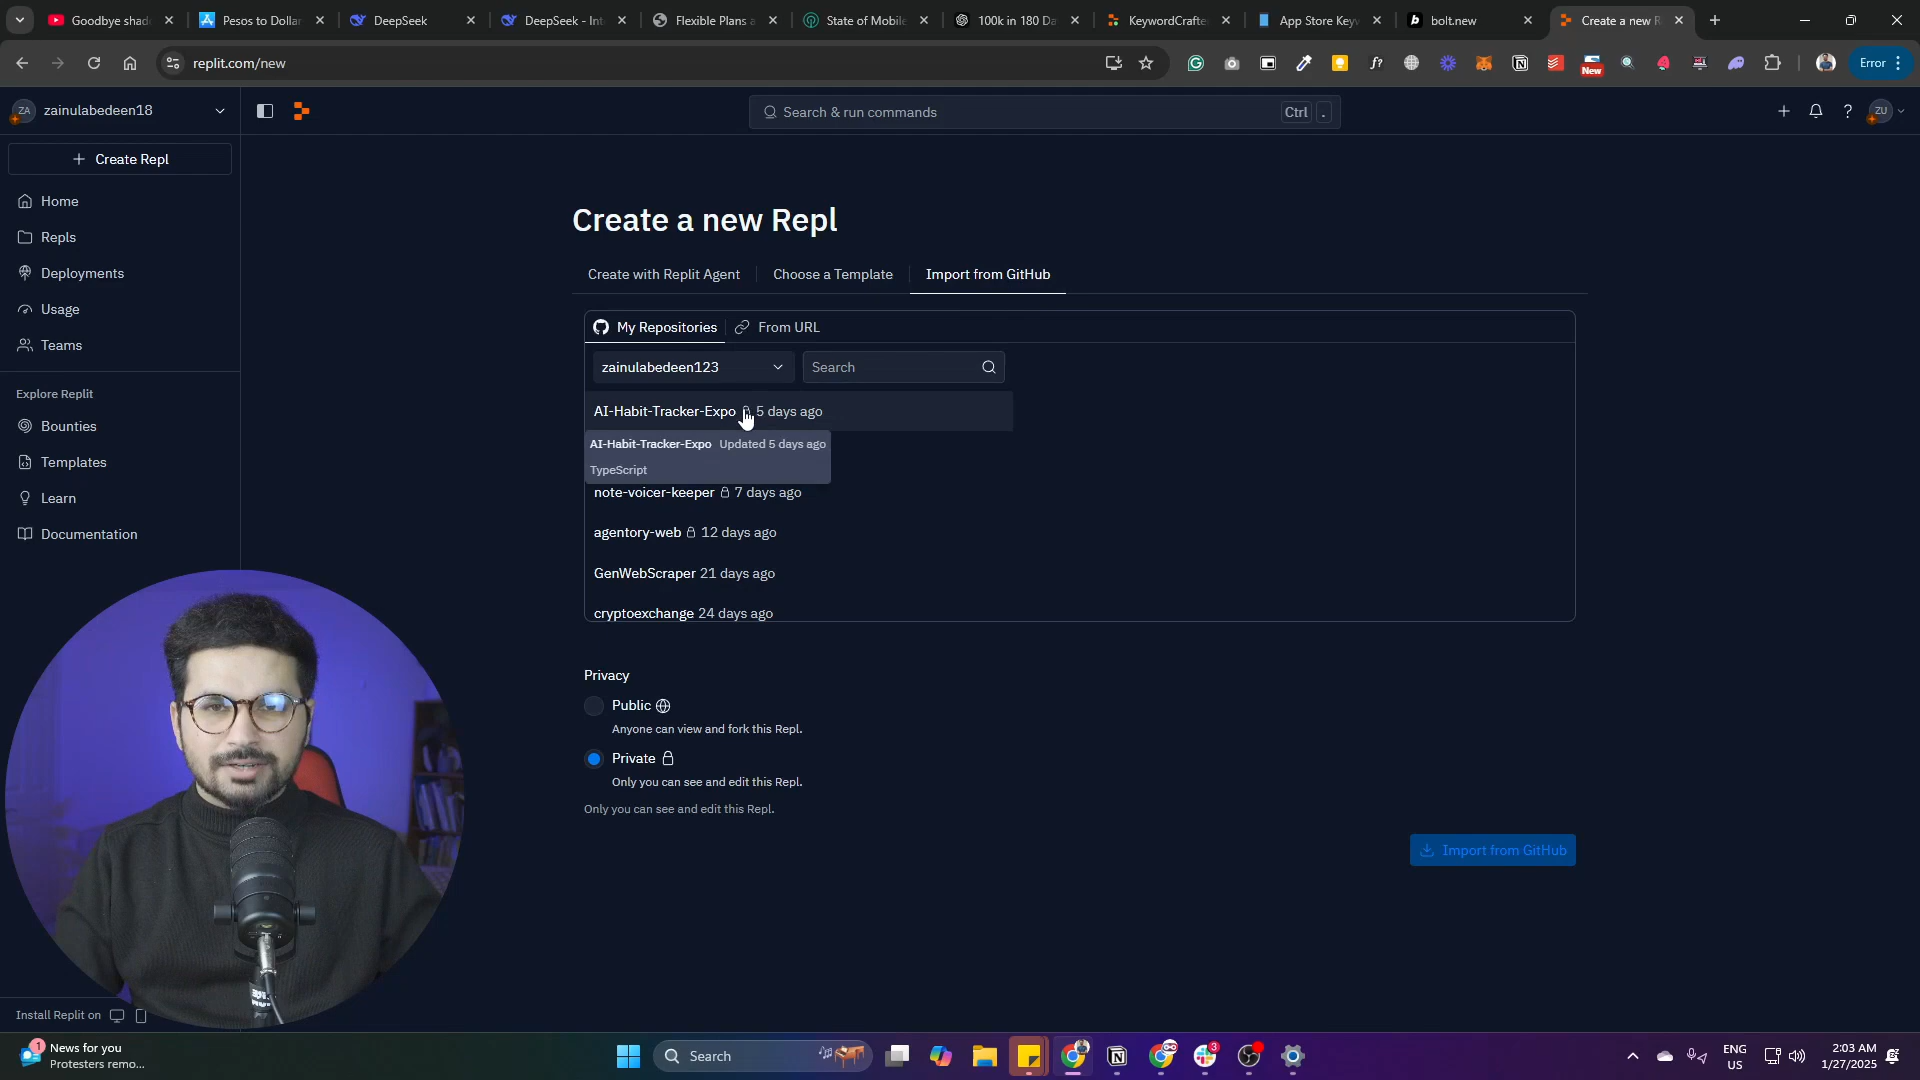 Goodbye shad
Pesos to Dollar
DeepSeek
DeepSeek - Int
Flexible Plans a
State of Mobile
100k in 180 Da
KeywordCrafte
App Store Keyw
bolt.new
Create a new R
replit.com/new
New
Error
ZA
zainulabedeen18
Search & run commands
Ctrl .
ZU
Create Repl
Home
Repls
Deployments
Usage
Teams
Explore Replit
Bounties
Templates
Learn
Documentation
Create a new Repl
Create with Replit Agent
Choose a Template
Import from GitHub
My Repositories
From URL
zainulabedeen123
Search
AI-Habit-Tracker-Expo 5 days ago
AI-Habit-Tracker-Expo Updated 5 days ago
TypeScript
note-voicer-keeper 7 days ago
agentory-web 12 days ago
GenWebScraper 21 days ago
cryptoexchange 24 days ago
Privacy
Public
Anyone can view and fork this Repl.
Private
Only you can see and edit this Repl.
Only you can see and edit this Repl.
Import from GitHub
Install Replit on
1
News for you
Protesters remo...
Search
3
ENG
US
2:03 AM
1/27/2025